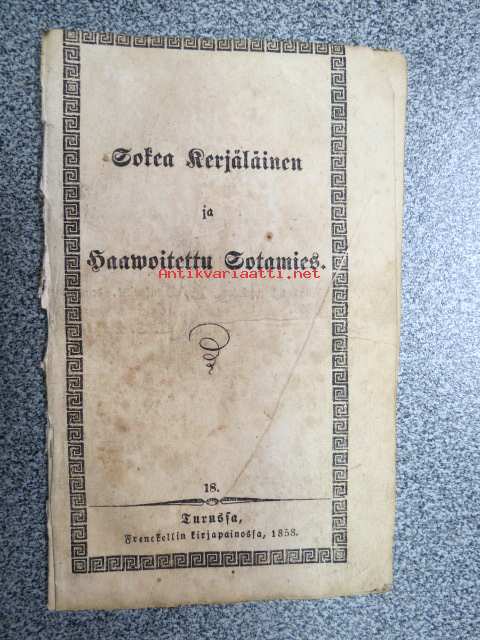 Sokea Kerjäläinen
ja
Haawoitettu Sotamies.
Antikvariaatti.net
18.
Turussa,
Frenckellin kirjapainossa, 1858.